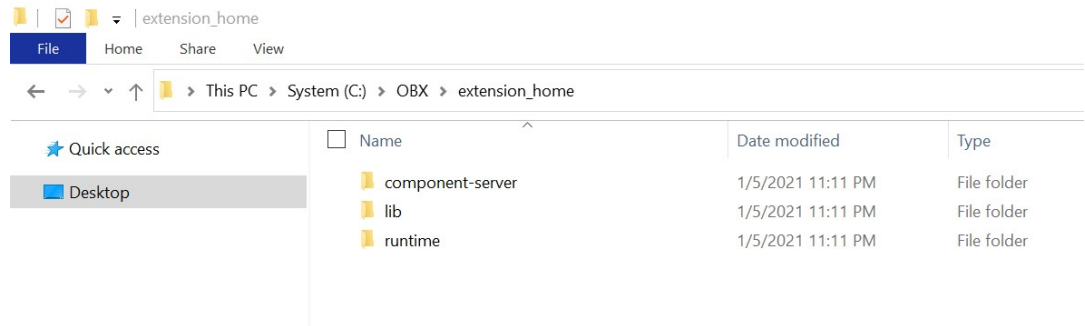 extension_home
File Home Share View
This PC > System (C:) > OBX > extension_home
Name Date modified Type
Quick access
Desktop
component-server 1/5/2021 11:11 PM File folder
lib 1/5/2021 11:11 PM File folder
runtime 1/5/2021 11:11 PM File folder